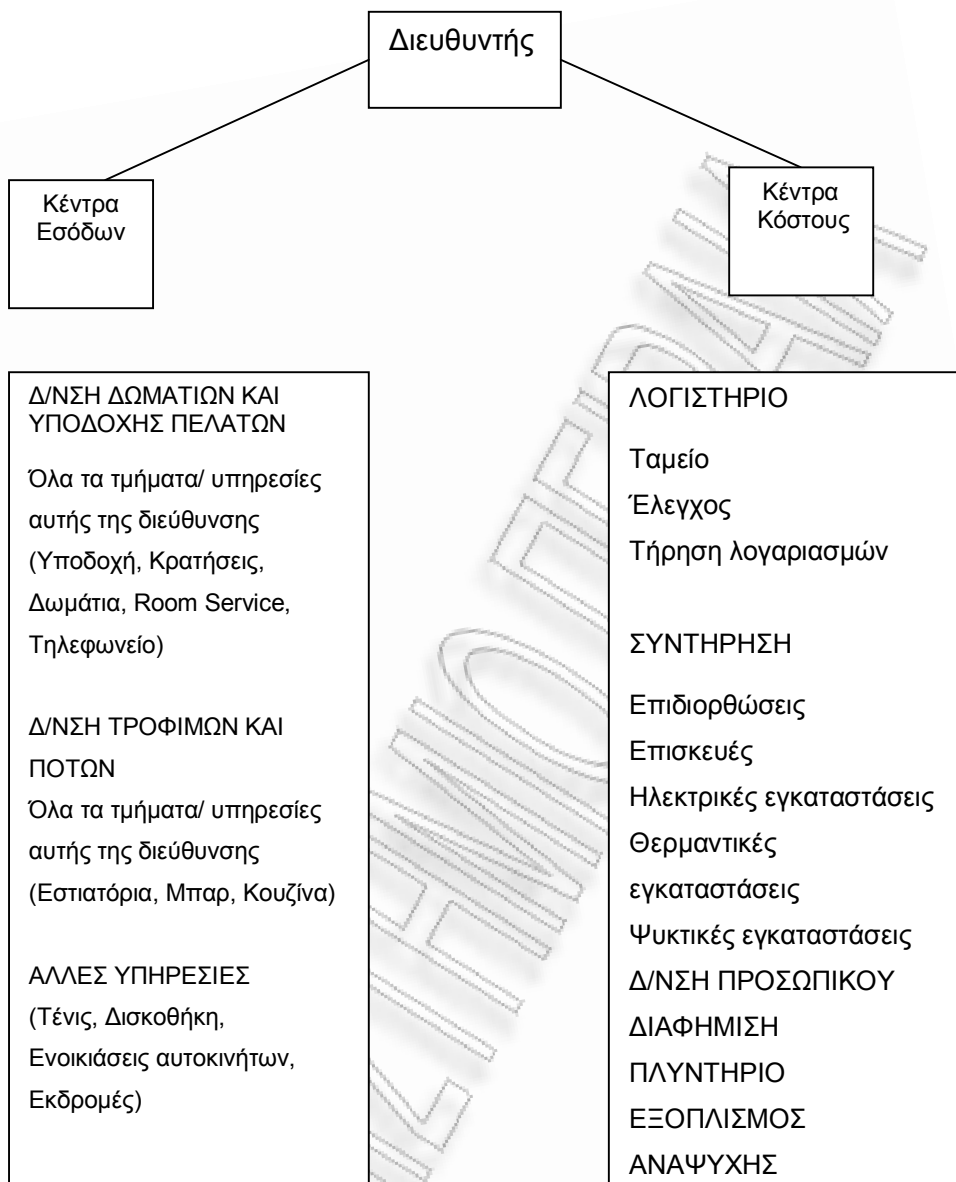 Διευθυντής
Κέντρα
Εσόδων
Κέντρα
Κόστους
Δ/ΝΣΗ ΔΩΜΑΤΙΩΝ ΚΑΙ
ΥΠΟΔΟΧΗΣ ΠΕΛΑΤΩΝ
Όλα τα τμήματα/ υπηρεσίες
αυτής της διεύθυνσης
(Υποδοχή, Κρατήσεις,
Δωμάτια, Room Service,
Τηλεφωνείο)
Δ/ΝΣΗ ΤΡΟΦΙΜΩΝ ΚΑΙ
ΠΟΤΩΝ
Όλα τα τμήματα/ υπηρεσίες
αυτής της διεύθυνσης
(Εστιατόρια, Μπαρ, Κουζίνα)
ΑΛΛΕΣ ΥΠΗΡΕΣΙΕΣ
(Τένις, Δισκοθήκη,
Ενοικιάσεις αυτοκινήτων,
Εκδρομές)
ΛΟΓΙΣΤΗΡΙΟ
Ταμείο
Έλεγχος
Τήρηση λογαριασμών
ΣΥΝΤΗΡΗΣΗ
Επιδιορθώσεις
Επισκευές
Ηλεκτρικές εγκαταστάσεις
Θερμαντικές
εγκαταστάσεις
Ψυκτικές εγκαταστάσεις
Δ/ΝΣΗ ΠΡΟΣΩΠΙΚΟΥ
ΔΙΑΦΗΜΙΣΗ
ΠΛΥΝΤΗΡΙΟ
ΕΞΟΠΛΙΣΜΟΣ
ΑΝΑΨΥΧΗΣ